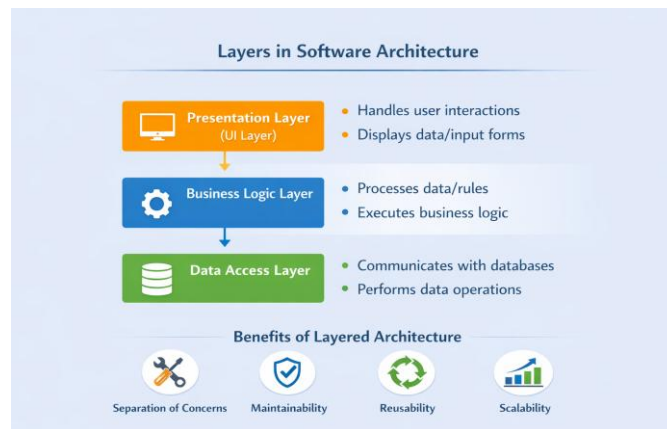 Layers in Software Architecture
Presentation Layer
(UI Layer)
Handles user interactions
Displays data/input forms
Business Logic Layer
Processes data/rules
Executes business logic
Data Access Layer
Communicates with databases
Performs data operations
Benefits of Layered Architecture
Separation of Concerns
Maintainability
Reusability
Scalability